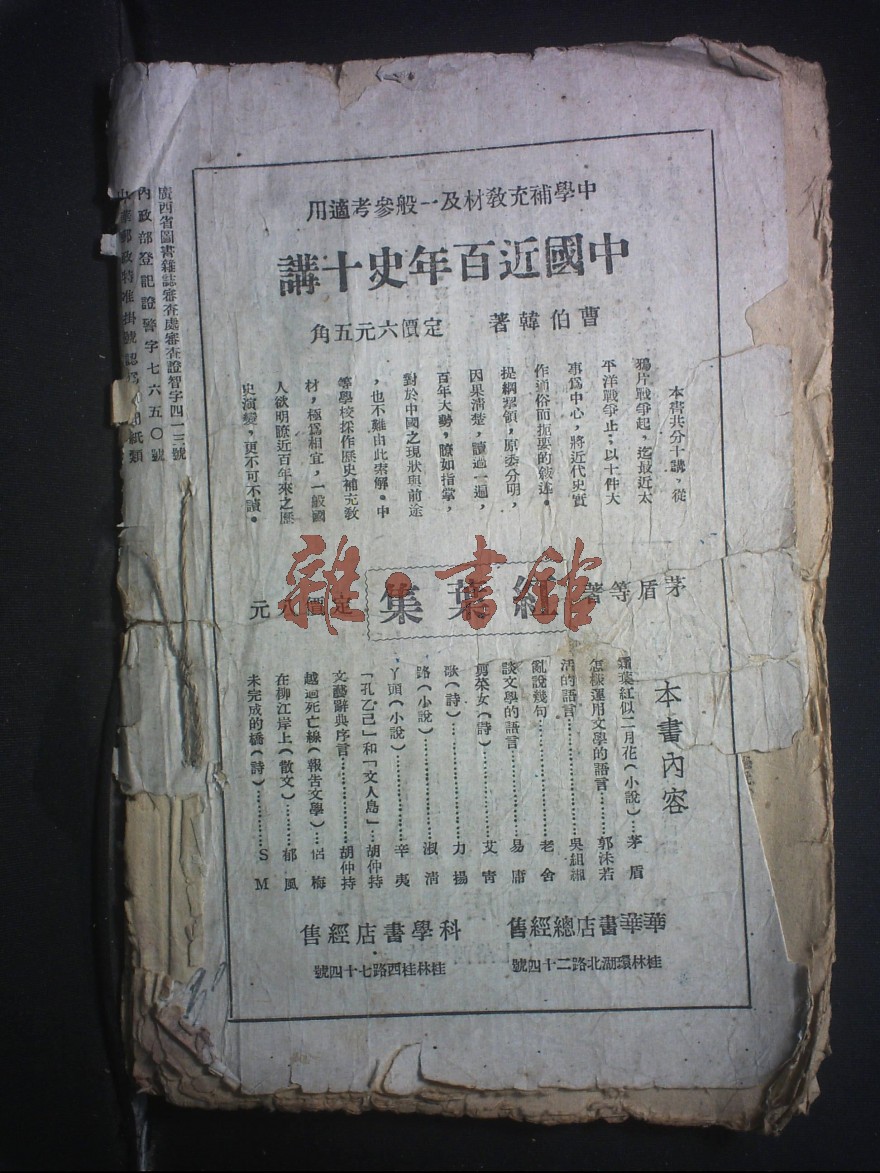 中學補充教材及一般參考適用
中國近百年史十講
曹伯韓著 定價六元五角
本書共分十講，從
鴉片戰爭起，迄最近太
平洋戰爭止，以十件大
事爲中心，將近代史實
作通俗而扼要的敍述。
提綱挈領，原委分明，
因果清楚，讀過一遍，
百年大勢，瞭如指掌，
對於中國之現狀與前途
，也不難由此索解。中
等學校採作歷史補充教
材，極爲相宜，一般國
人欲明瞭近百年來之歷
史演變，更不可不讀。
茅盾等著
紅葉集
定價八元
本書內容
霜葉紅似二月花（小說）……茅盾
怎樣運用文學的語言………郭沫若
活的語言………吳組緗
亂說幾句………老舍
談文學的語言………易庸
剪菜女（詩）………艾青
歌（詩）………力揚
路（小說）………淑清
丫頭（小說）………辛夷
「孔乙己」和「文人島」……胡仲持
文藝辭典序言………胡仲持
越過死亡線（報告文學）…侶梅
在柳江岸上（散文）………郁風
未完成的橋（詩）………SM
華華書店總經售
桂林環湖北路二十四號
科學書店經售
桂林桂西路七十四號
廣西省圖書雜誌審查處審查證智字四一三號
內政部登記證警字七六五〇號
郵政特准掛號認爲
紙類
雜·書館